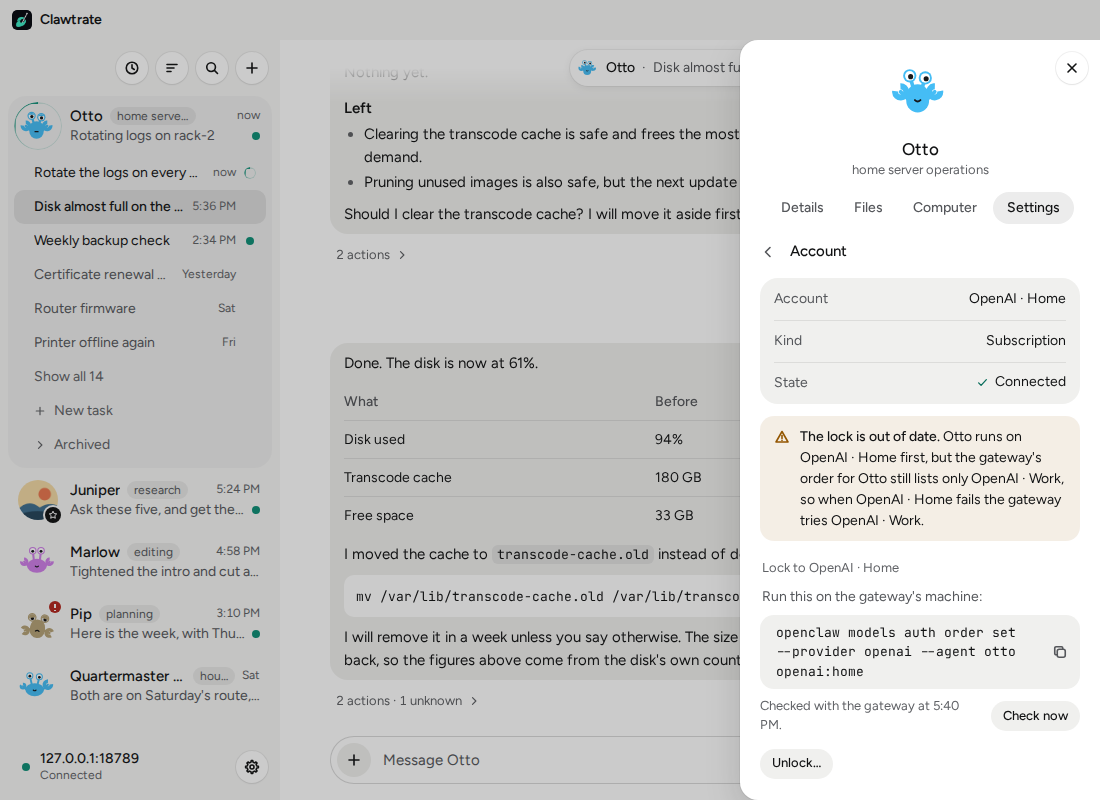 Clawtrate
Otto home serve... now
Rotating logs on rack-2
Rotate the logs on every ... now
Disk almost full on the ... 5:36 PM
Weekly backup check 2:34 PM
Certificate renewal ... Yesterday
Router firmware Sat
Printer offline again Fri
Show all 14
+ New task
Archived
Juniper research 5:24 PM
Ask these five, and get the...
Marlow editing 4:58 PM
Tightened the intro and cut a...
Pip planning 3:10 PM
Here is the week, with Thu...
Quartermaster ... hou... Sat
Both are on Saturday's route,...
127.0.0.1:18789
Connected
Otto · Disk almost fu
Nothing yet.
Left
• Clearing the transcode cache is safe and frees the most
demand.
• Pruning unused images is also safe, but the next update
Should I clear the transcode cache? I will move it aside first
2 actions
Done. The disk is now at 61%.
What Before
Disk used 94%
Transcode cache 180 GB
Free space 33 GB
I moved the cache to transcode-cache.old instead of d
mv /var/lib/transcode-cache.old /var/lib/transco
I will remove it in a week unless you say otherwise. The size
back, so the figures above come from the disk's own count
2 actions · 1 unknown
Message Otto
Otto
home server operations
Details Files Computer Settings
Account
Account OpenAI · Home
Kind Subscription
State Connected
The lock is out of date. Otto runs on
OpenAI · Home first, but the gateway's
order for Otto still lists only OpenAI · Work,
so when OpenAI · Home fails the gateway
tries OpenAI · Work.
Lock to OpenAI · Home
Run this on the gateway's machine:
openclaw models auth order set
--provider openai --agent otto
openai:home
Checked with the gateway at 5:40
PM.
Check now
Unlock...